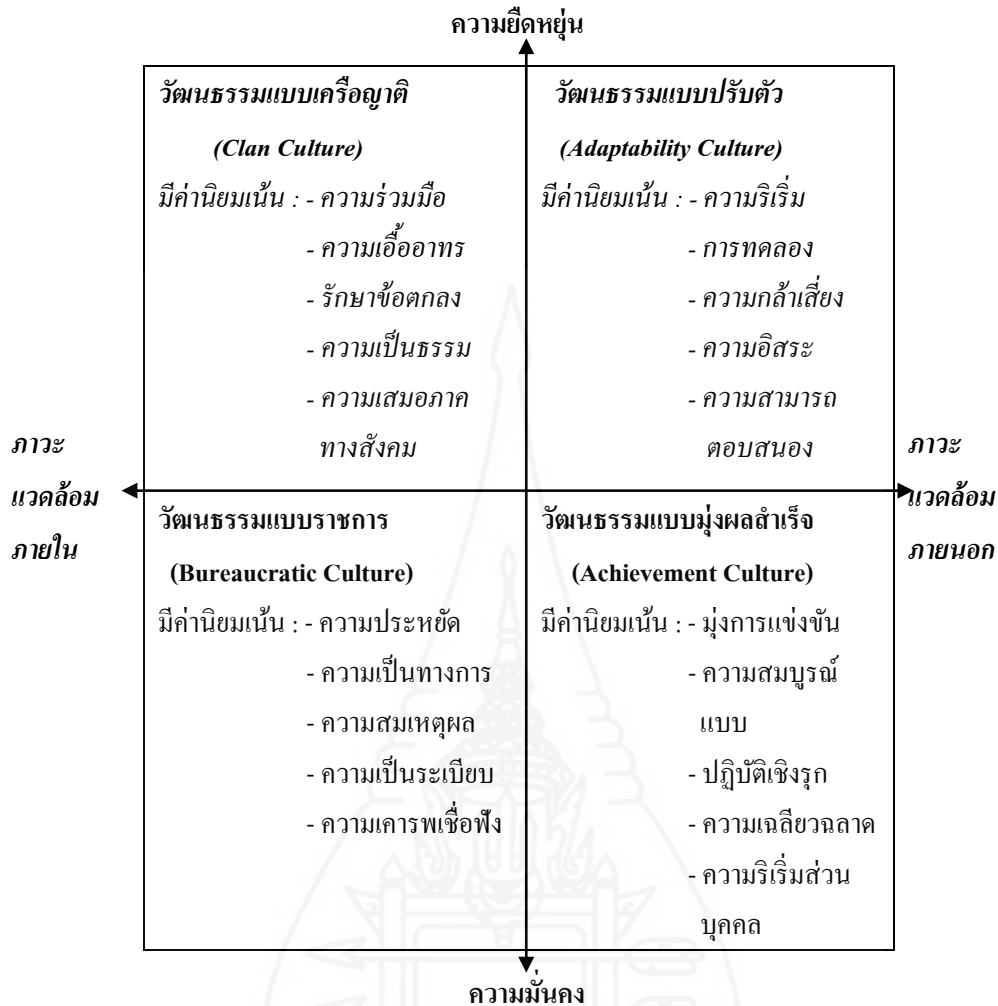 ความยืดหยุ่น
วัฒนธรรมแบบเครือญาติ
(Clan Culture)
มีค่านิยมเน้น : - ความร่วมมือ
- ความเอื้ออาทร
- รักษาข้อตกลง
- ความเป็นธรรม
- ความเสมอภาค
ทางสังคม
วัฒนธรรมแบบปรับตัว
(Adaptability Culture)
มีค่านิยมเน้น : - ความริเริ่ม
- การทดลอง
- ความกล้าเสี่ยง
- ความอิสระ
- ความสามารถ
ตอบสนอง
ภาวะ
แวดล้อม
ภายใน
ภาวะ
แวดล้อม
ภายนอก
วัฒนธรรมแบบราชการ
(Bureaucratic Culture)
มีค่านิยมเน้น : - ความประหยัด
- ความเป็นทางการ
- ความสมเหตุผล
- ความเป็นระเบียบ
- ความเคารพเชื่อฟัง
วัฒนธรรมแบบมุ่งผลสำเร็จ
(Achievement Culture)
มีค่านิยมเน้น : - มุ่งการแข่งขัน
- ความสมบูรณ์
แบบ
- ปฏิบัติเชิงรุก
- ความเฉลียวฉลาด
- ความริเริ่มส่วน
บุคคล
ความมั่นคง